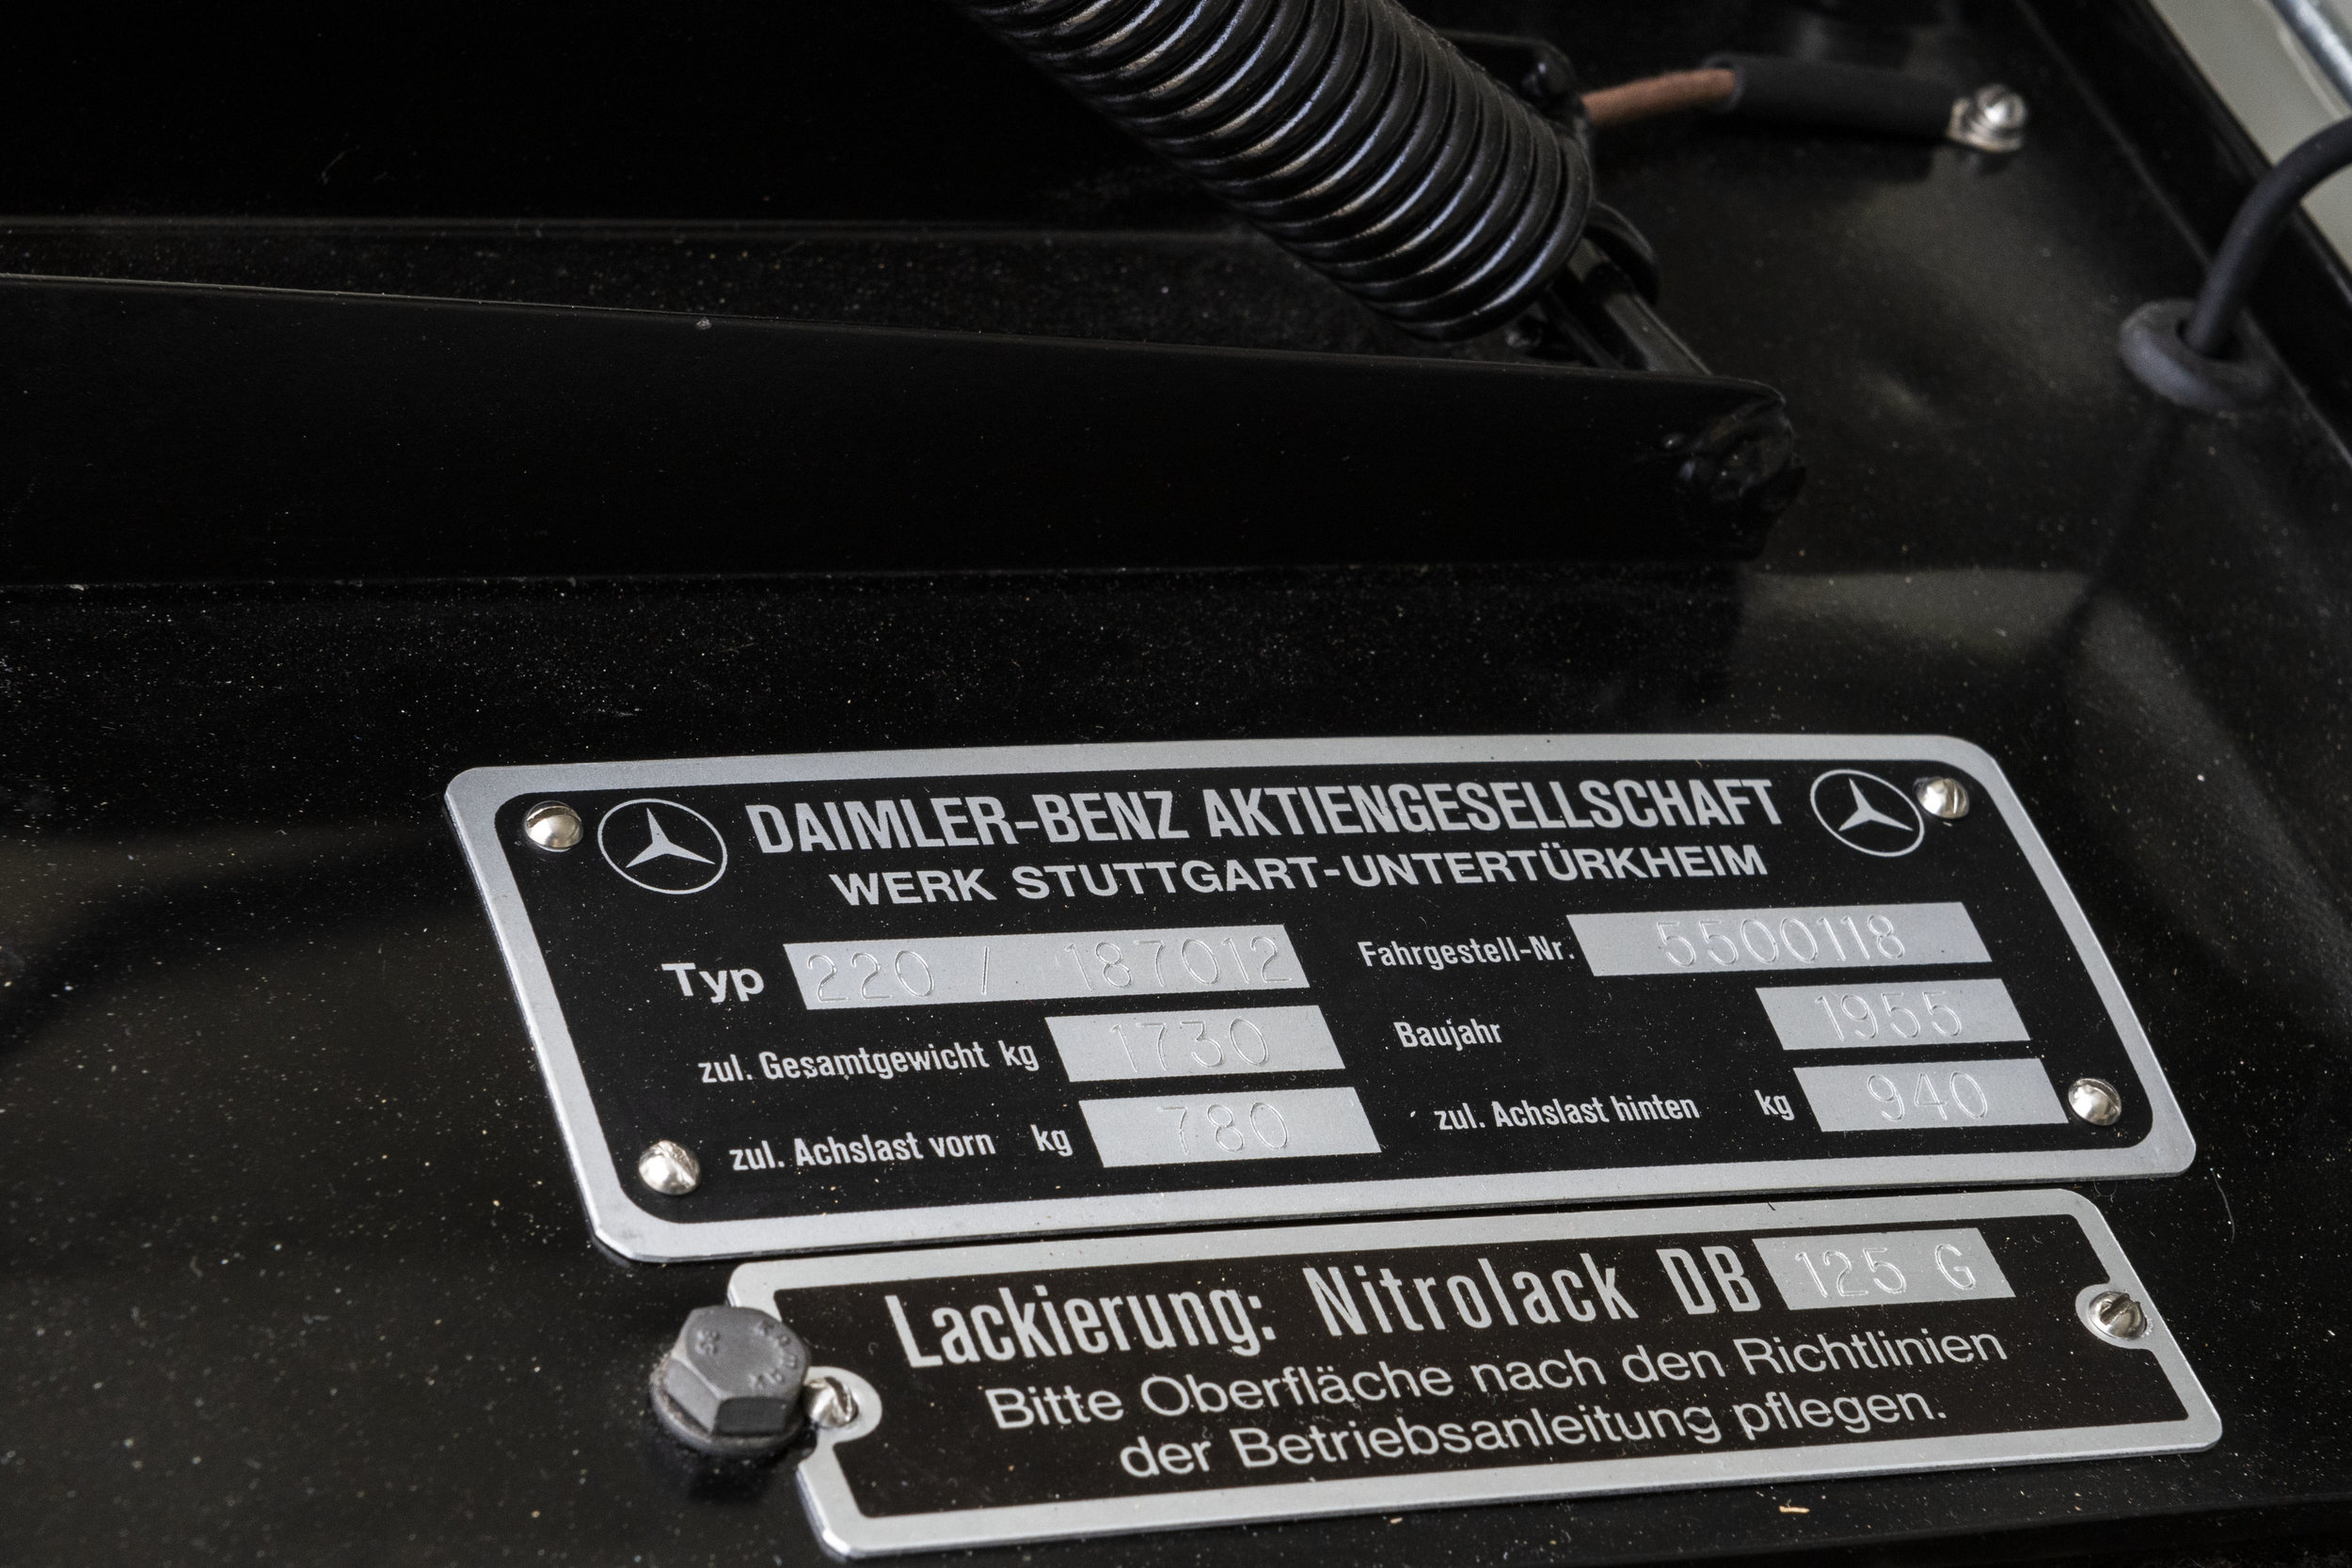 DAIMLER-BENZ AKTIENGESELLSCHAFT
WERK STUTTGART-UNTERTÜRKHEIM
Typ 220 / 187012 Fahrgestell-Nr. 5500118
zul. Gesamtgewicht kg 1730 Baujahr 1955
zul. Achslast vorn kg 780 zul. Achslast hinten kg 940
Lackierung: Nitrolack DB 125 G
Bitte Oberfläche nach den Richtlinien
der Betriebsanleitung pflegen.